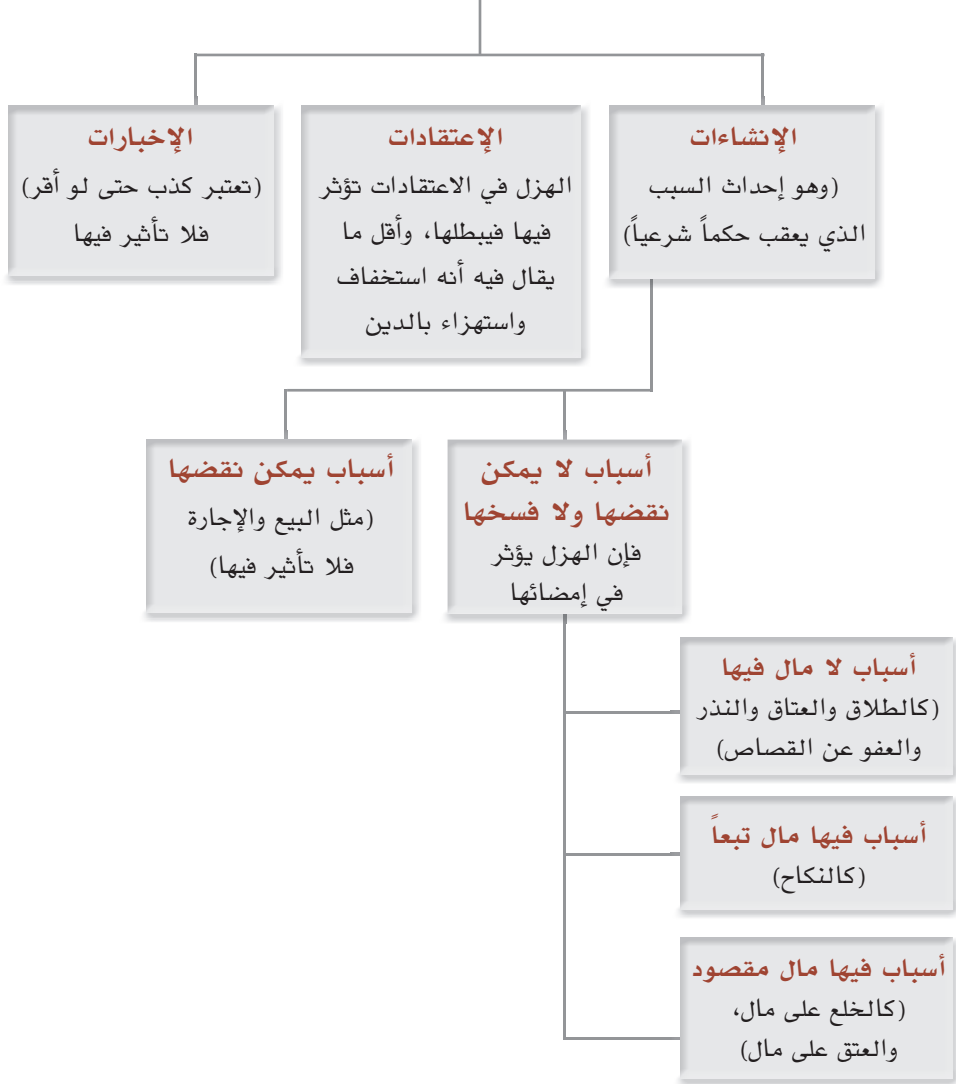 الإنشاءات
(وهو إحداث السبب
الذي يعقب حكماً شرعياً)
الإعتقادات
الهزل في الاعتقادات تؤثر
فيها فيبطلها، وأقل ما
يقال فيه أنه استخفاف
واستهزاء بالدين
الإخبارات
(تعتبر كذب حتى لو أقر)
فلا تأثير فيها
أسباب لا يمكن
نقضها ولا فسخها
فإن الهزل يؤثر
في إمضائها
أسباب يمكن نقضها
(مثل البيع والإجارة
فلا تأثير فيها)
أسباب لا مال فيها
(كالطلاق والعتاق والنذر
والعفو عن القصاص)
أسباب فيها مال تبعاً
(كالنكاح)
أسباب فيها مال مقصود
(كالخلع على مال،
والعتق على مال)